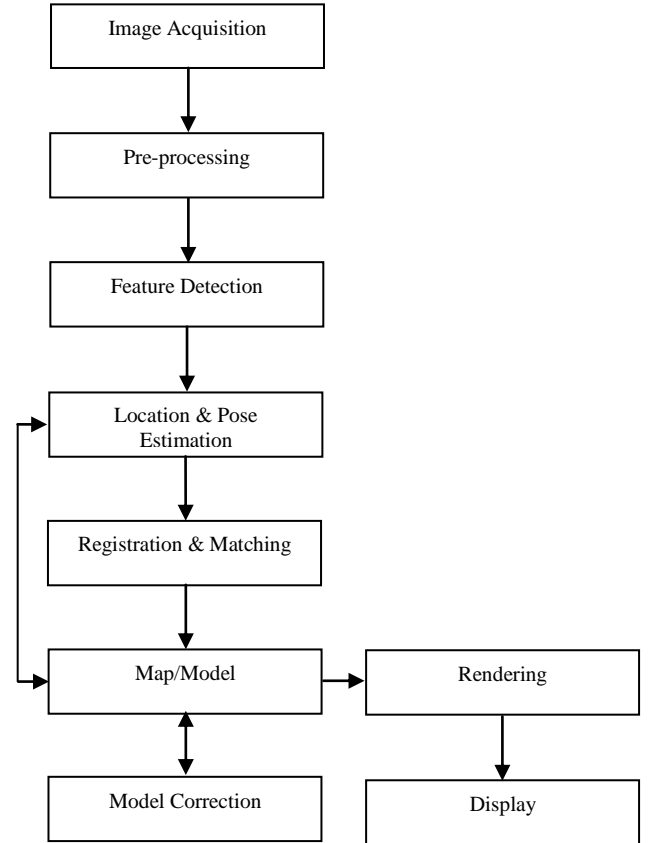 Image Acquisition
Pre-processing
Feature Detection
Location & Pose
Estimation
Registration & Matching
Map/Model
Rendering
Model Correction
Display